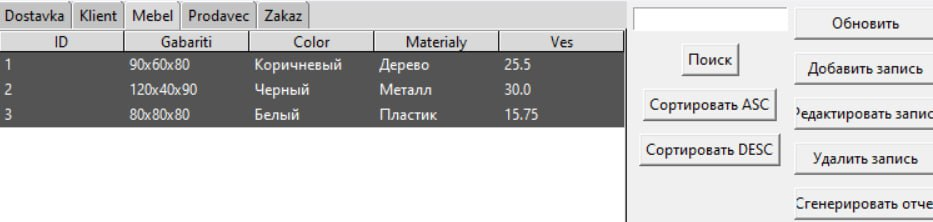 Dostavka Klient Mebel Prodavec Zakaz
ID Gabariti Color Materialy Ves
1 90x60x80 Коричневый Дерево 25.5
2 120x40x90 Черный Металл 30.0
3 80x80x80 Белый Пластик 15.75
Поиск
Сортировать ASC
Сортировать DESC
Обновить
Добавить запись
Редактировать запис
Удалить запись
Сгенерировать отче